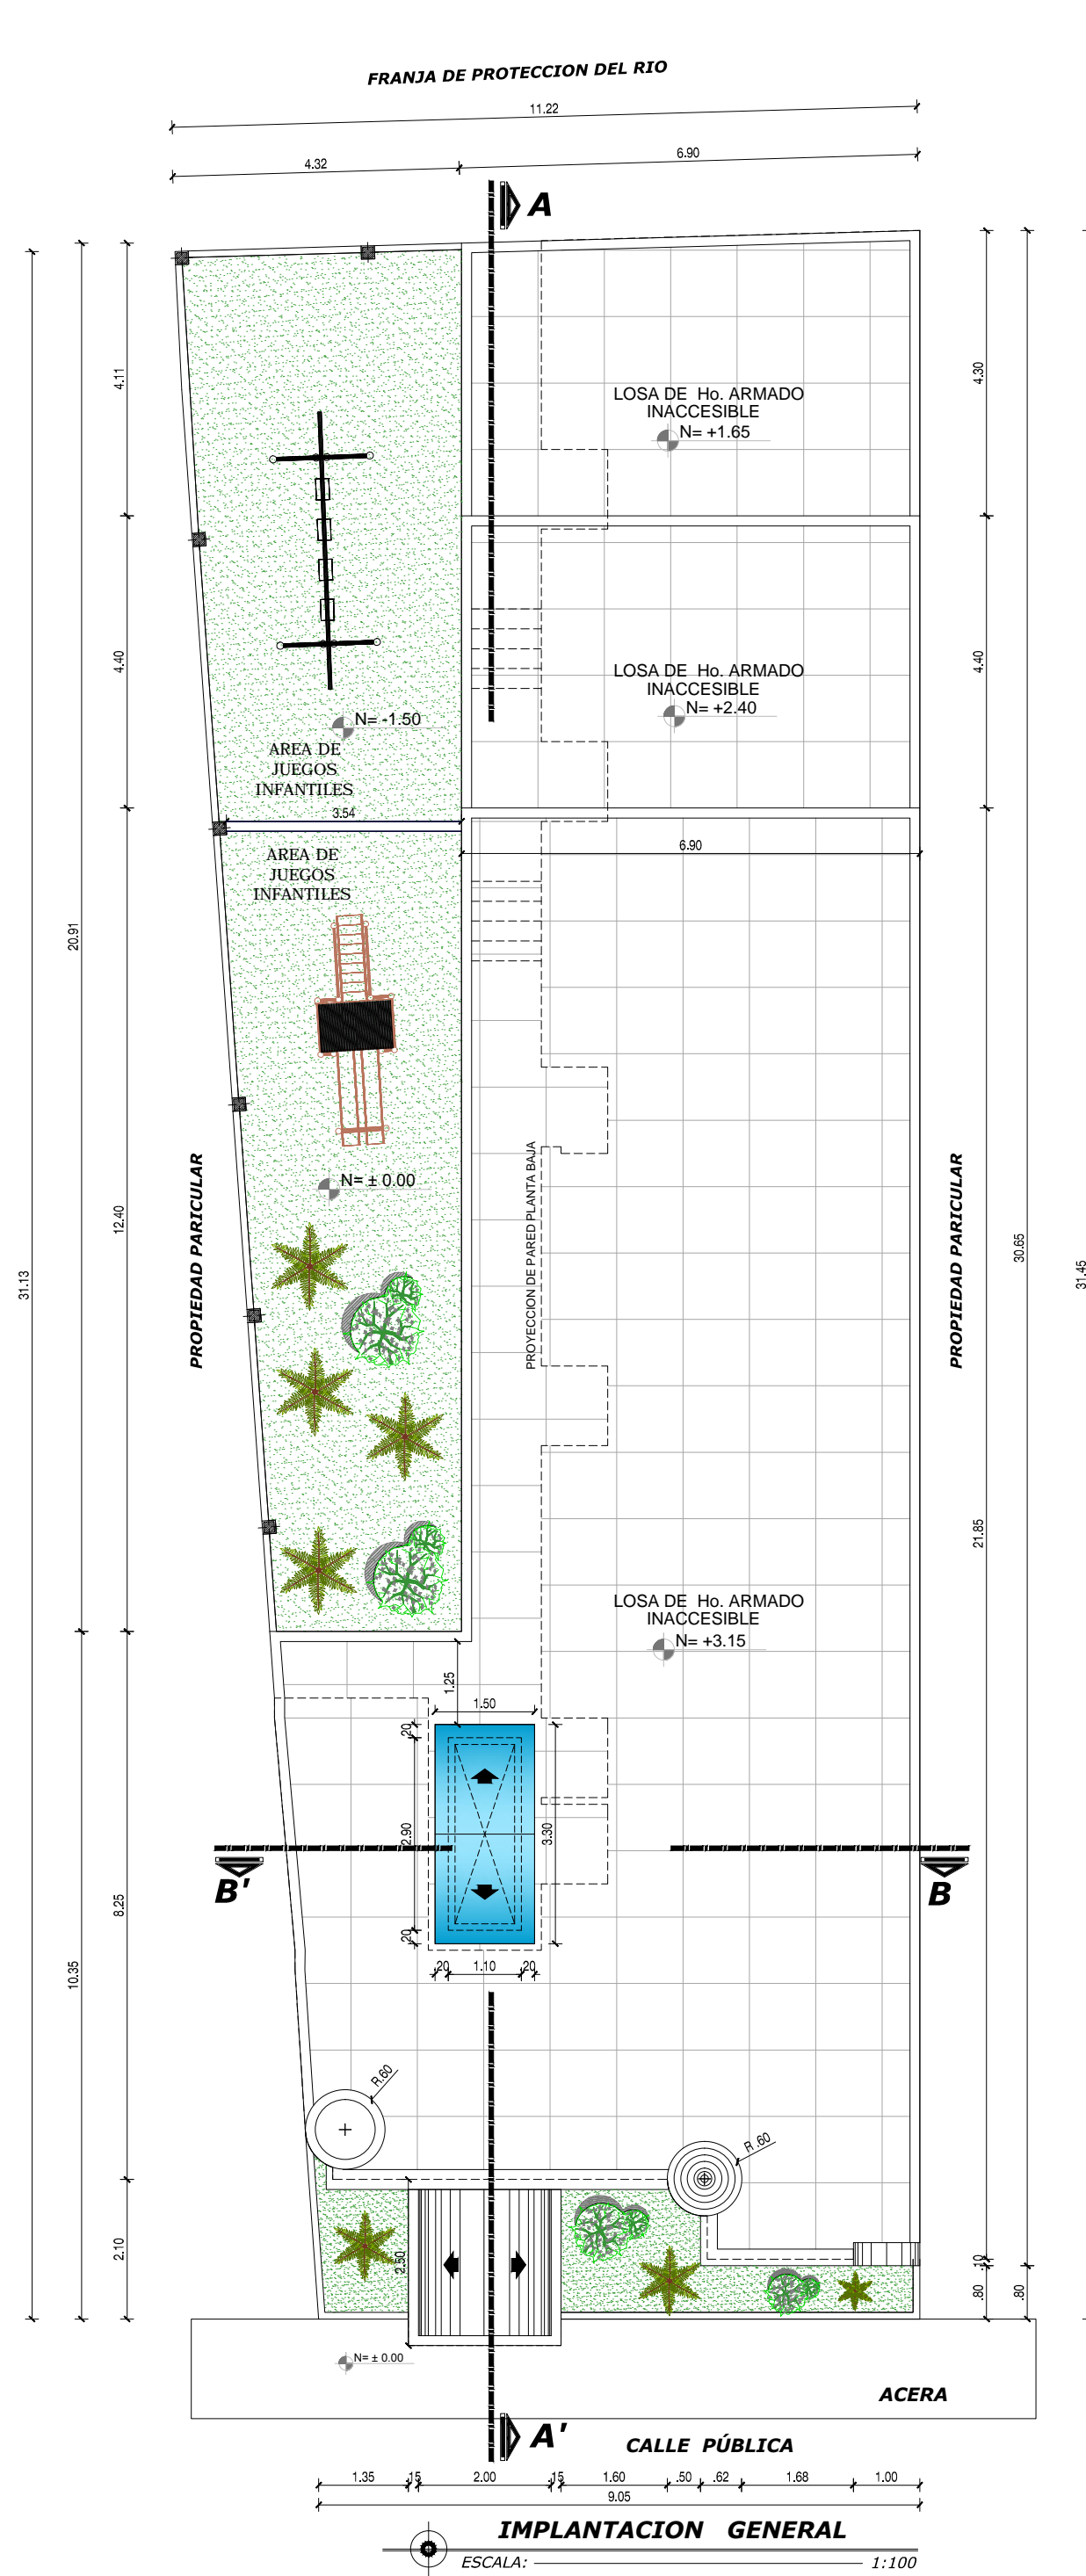 FRANJA DE PROTECCION DEL RIO
11.22
4.32
6.90
A
4.11
4.30
LOSA DE Ho. ARMADO
INACCESIBLE
N= +1.65
4.40
4.40
LOSA DE Ho. ARMADO
INACCESIBLE
N= +2.40
N= -1.50
AREA DE
JUEGOS
INFANTILES
3.54
6.90
AREA DE
JUEGOS
INFANTILES
20.91
N= ± 0.00
PROYECCION DE PARED PLANTA BAJA
PROPIEDAD PARICULAR
PROPIEDAD PARICULAR
12.40
31.13
30.65
31.45
21.85
LOSA DE Ho. ARMADO
INACCESIBLE
N= +3.15
1.25
1.50
20
2.90
3.30
20
B'
B
8.25
10.35
20
1.10
20
R.60
R .60
2.10
2.50
.10
.80
.80
N= ± 0.00
ACERA
A'
CALLE PÚBLICA
1.35
.15
2.00
.15
1.60
.50
.62
1.68
1.00
9.05
IMPLANTACION GENERAL
ESCALA:
1:100